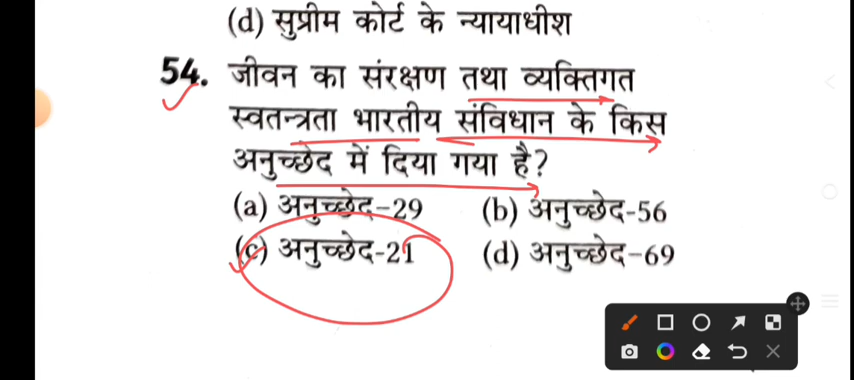 (d) सुप्रीम कोर्ट के न्यायाधीश
54. जीवन का संरक्षण तथा व्यक्तिगत
स्वतन्त्रता भारतीय संविधान के किस
अनुच्छेद में दिया गया है?
(a) अनुच्छेद-29 (b) अनुच्छेद-56
(c) अनुच्छेद-21 (d) अनुच्छेद-69